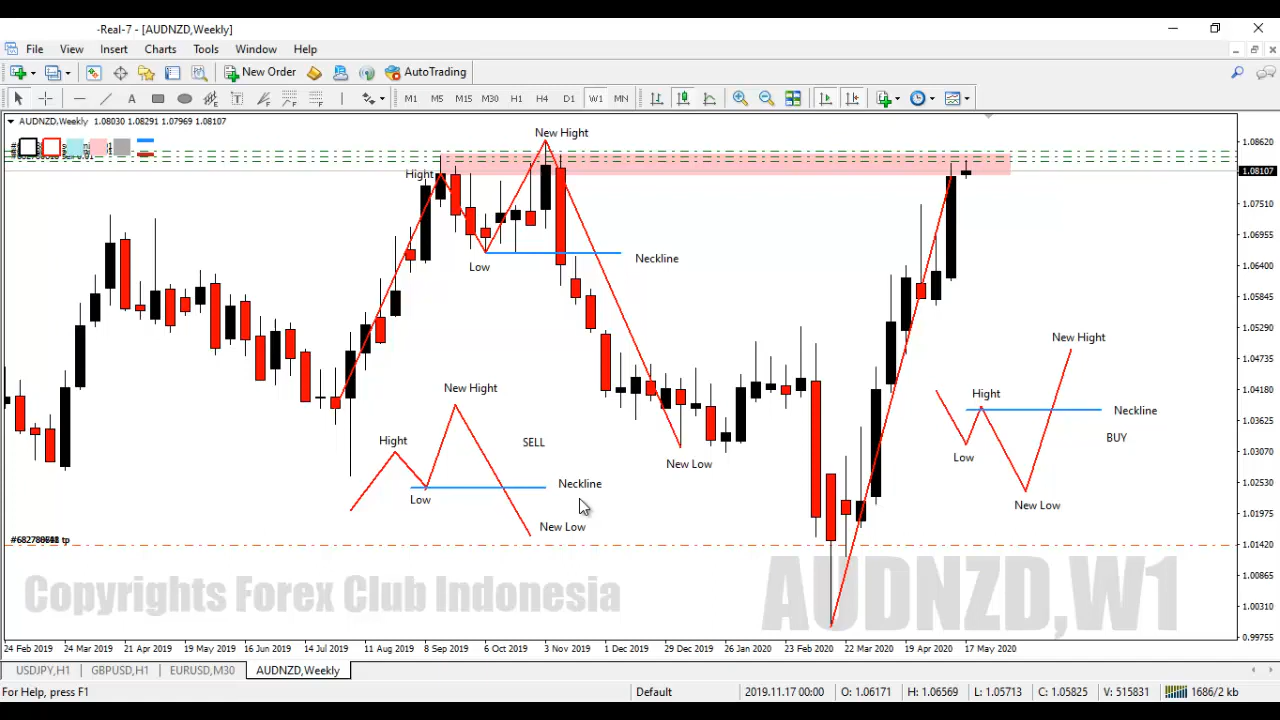 -Real-7 - [AUDNZD,Weekly]
File View Insert Charts Tools Window Help
New Order AutoTrading
A T M1 M5 M15 M30 H1 H4 D1 W1 MN
AUDNZD,Weekly 1.08030 1.08291 1.07969 1.08107
New Hight
1.08620
Hight
1.08107
1.07510
1.06955
Neckline
Low
1.06400
1.05845
1.05290
New Hight
1.04735
New Hight
1.04180
Hight
Neckline
1.03625
BUY
Hight
SELL
1.03070
Low
New Low
1.02530
Neckline
Low
New Low
1.01975
New Low
tp
1.01420
1.00865
Copyrights Forex Club Indonesia
AUDNZD,W1
1.00310
0.99755
24 Feb 2019 24 Mar 2019 21 Apr 2019 19 May 2019 16 Jun 2019 14 Jul 2019 11 Aug 2019 8 Sep 2019 6 Oct 2019 3 Nov 2019 1 Dec 2019 29 Dec 2019 26 Jan 2020 23 Feb 2020 22 Mar 2020 19 Apr 2020 17 May 2020
USDJPY,H1 GBPUSD,H1 EURUSD,M30 AUDNZD,Weekly
For Help, press F1 Default 2019.11.17 00:00 O: 1.06171 H: 1.06569 L: 1.05713 C: 1.05825 V: 515831 1686/2 kb